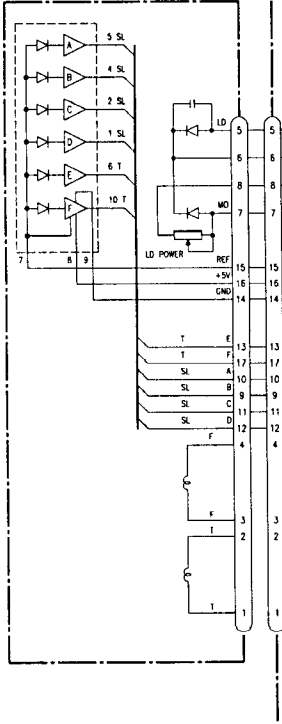 A 5 SL
B 4 SL
C 2 SL
D 1 SL
E 6 T
F 10 T
7 8 9
LD 5 5
6 6
8 8
MO 7 7
LD POWER
REF 15 15
+5V 16 16
GND 14 14
T E 13 13
T F 17 17
SL A 10 10
SL B 9 9
SL C 11 11
SL D 12 12
F 4 4
F 3 3
T 2 2
T 1 1